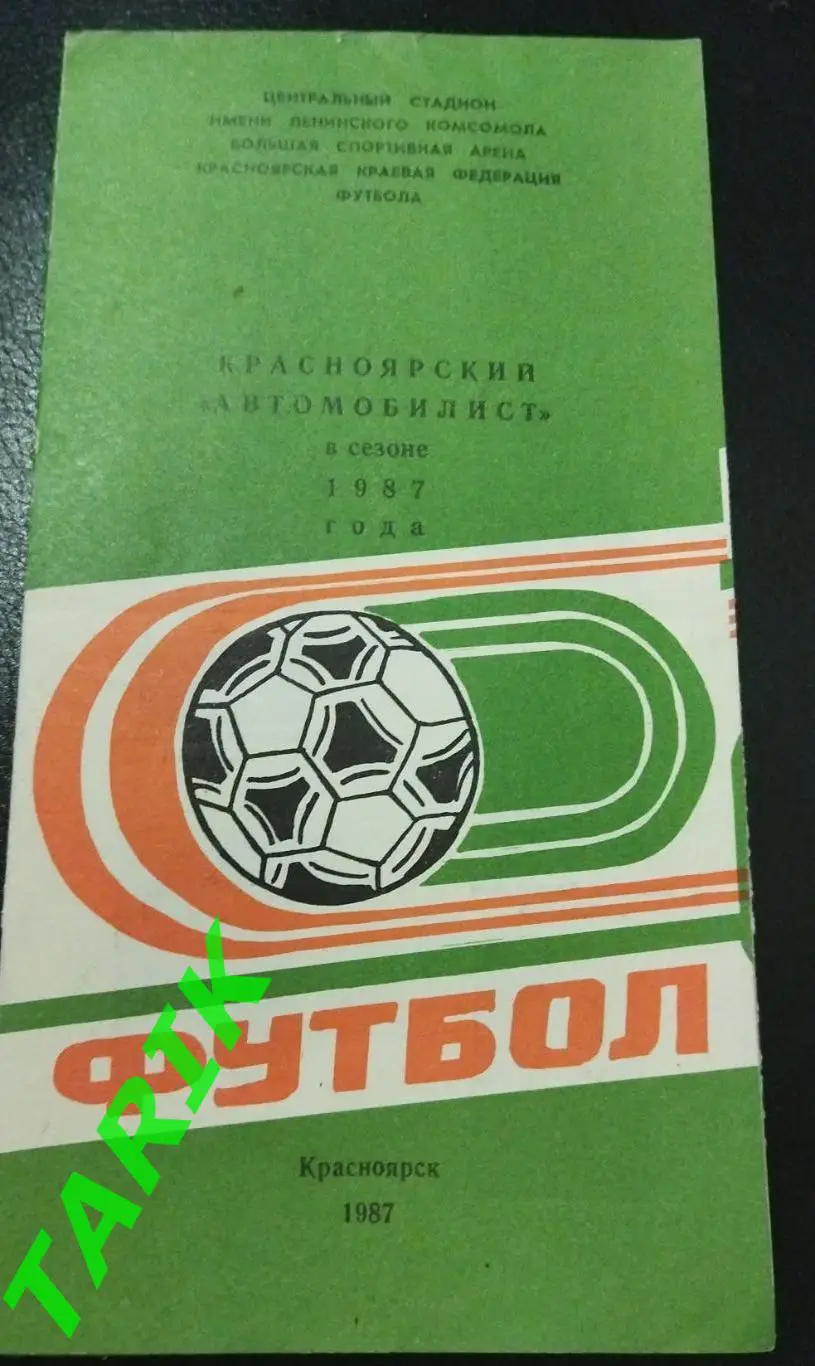 ЦЕНТРАЛЬНЫЙ СТАДИОН
ИМЕНИ ЛЕНИНСКОГО КОМСОМОЛА
БОЛЬШАЯ СПОРТИВНАЯ АРЕНА
КРАСНОЯРСКАЯ КРАЕВАЯ ФЕДЕРАЦИЯ
ФУТБОЛА
КРАСНОЯРСКИЙ
«АВТОМОБИЛИСТ»
в сезоне
1987
года
ФУТБОЛ
Красноярск
1987
TARIK